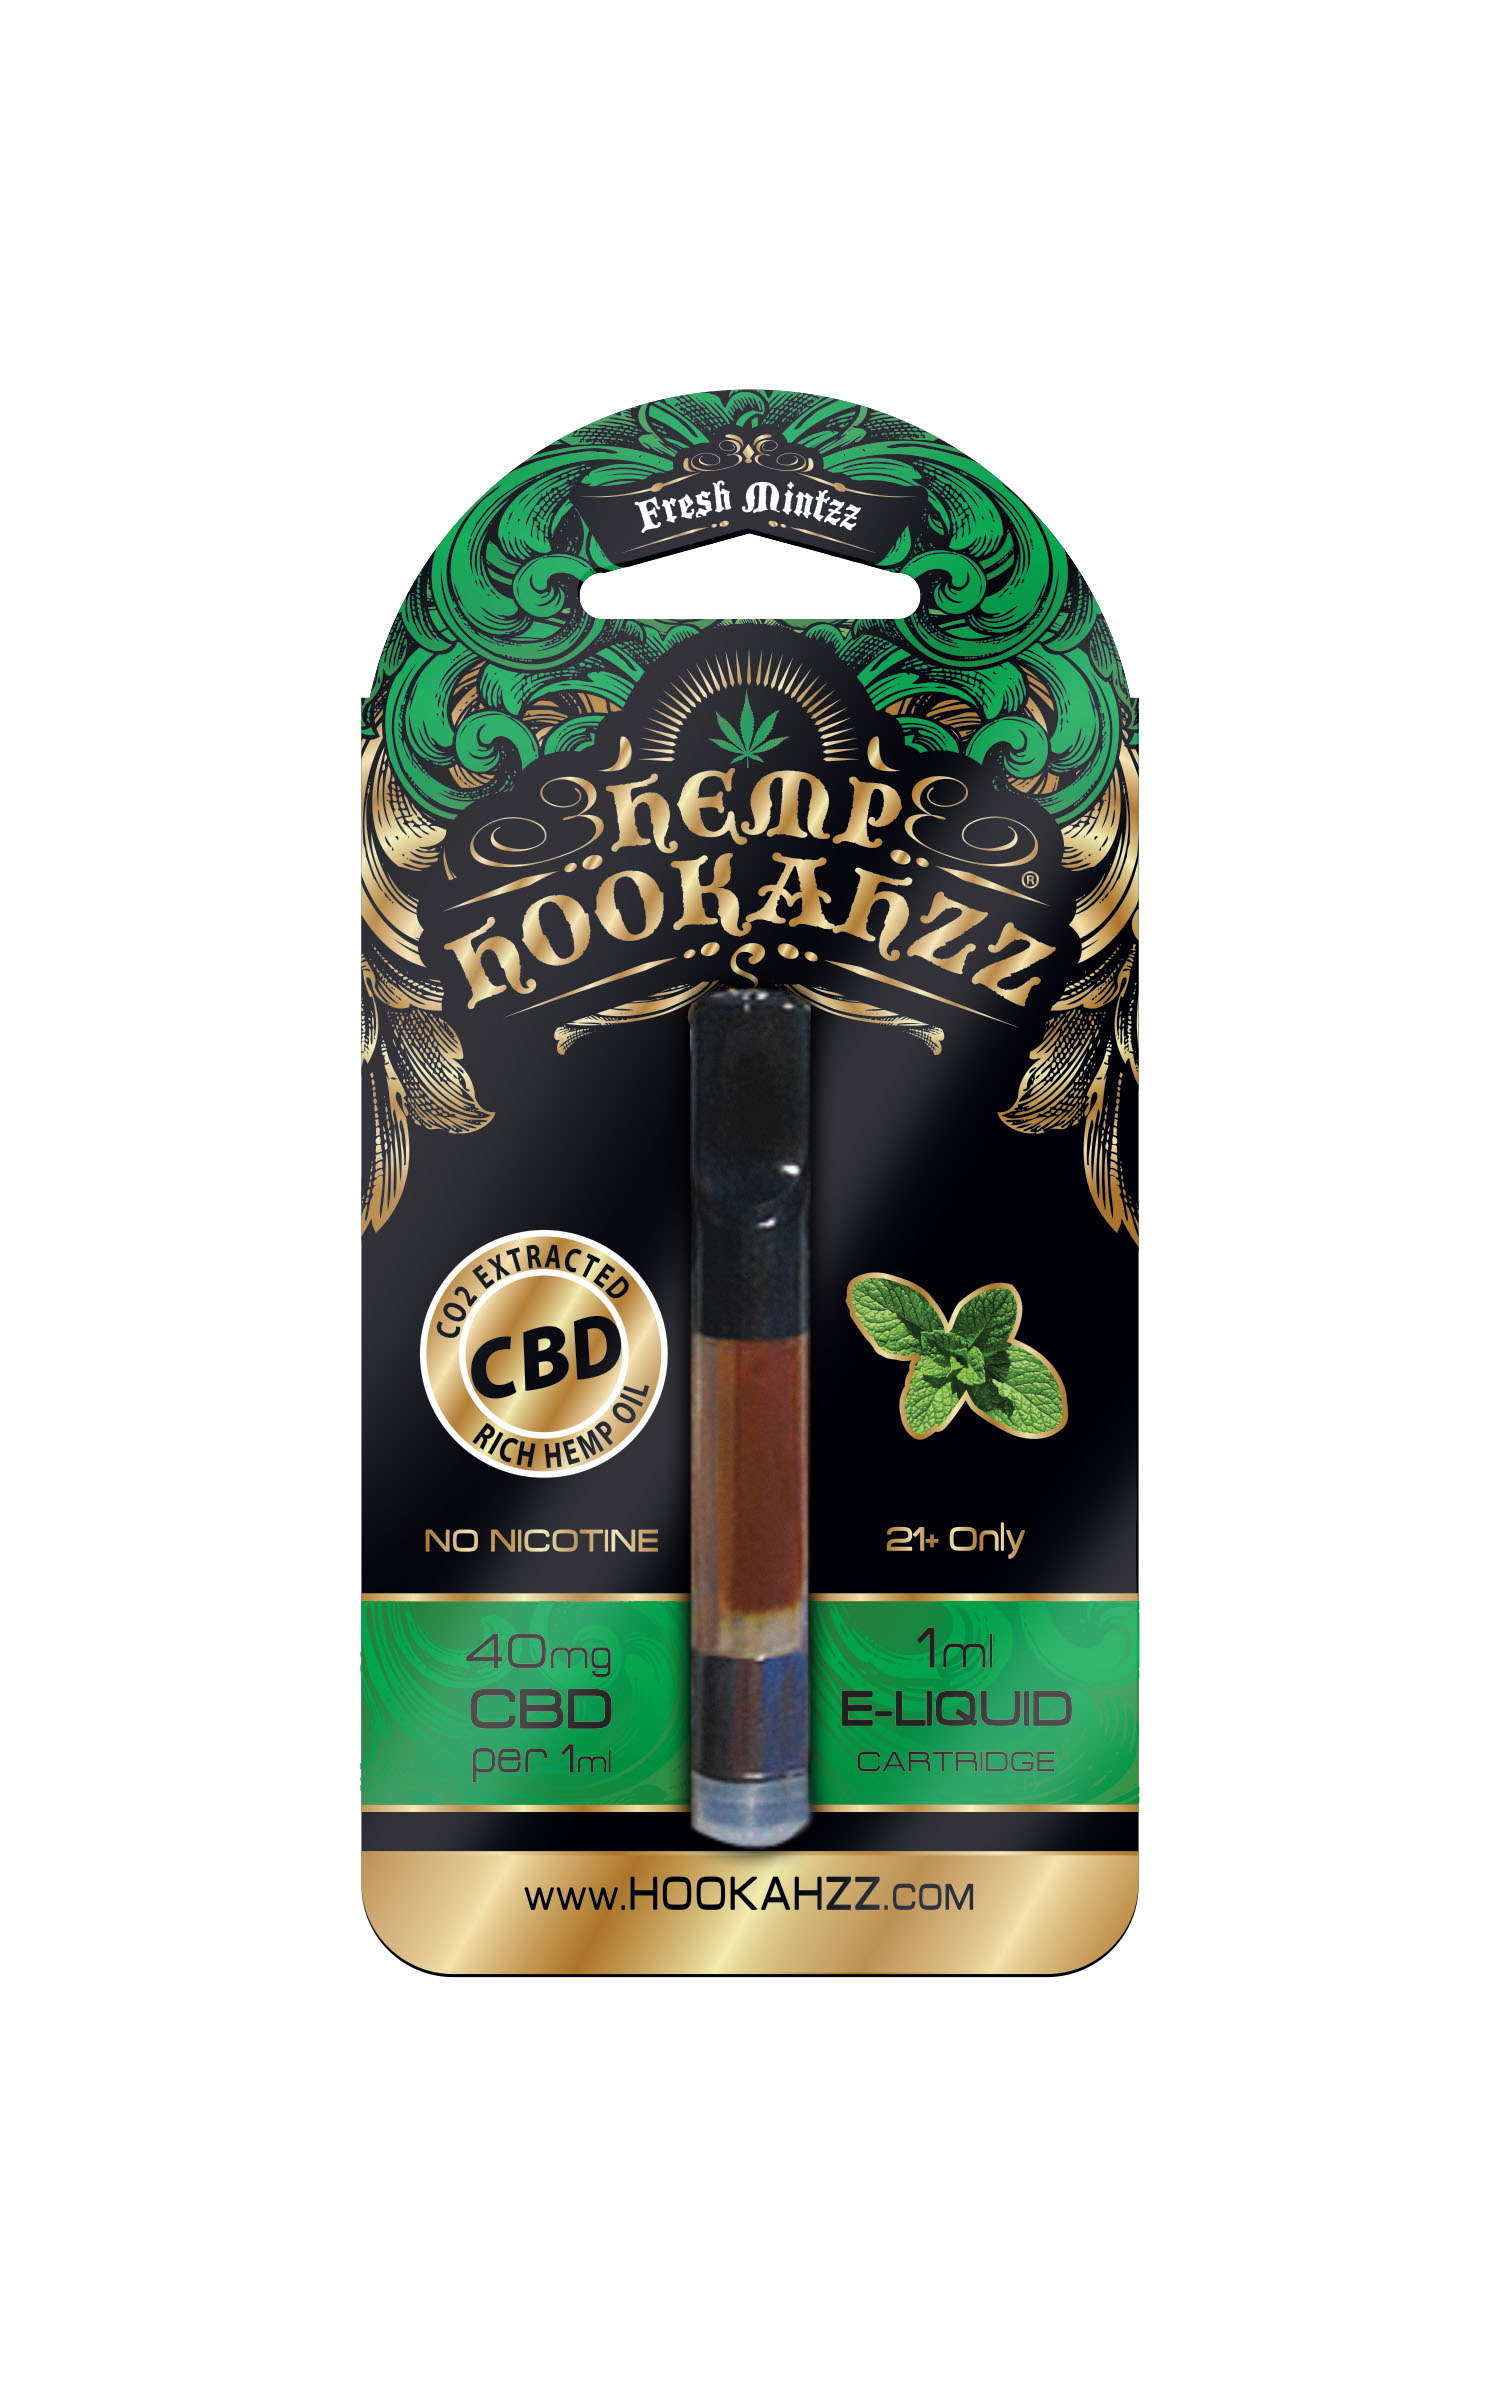 Fresh Mintzz
HEMP
HOOKAHZZ
®
CO2 EXTRACTED
CBD
RICH HEMP OIL
NO NICOTINE
21+ Only
40mg
CBD
per 1ml
1ml
E-LIQUID
CARTRIDGE
www.HOOKAHZZ.COM